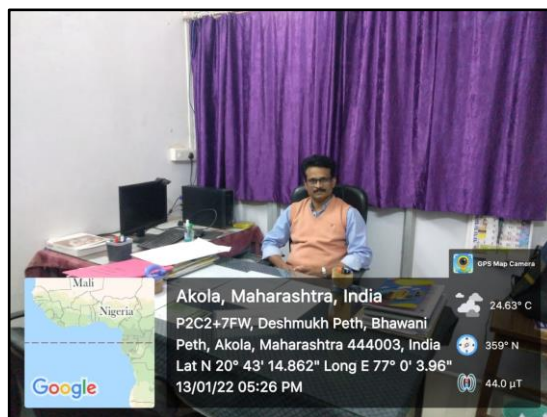 Mali
Nigeria
Google
GPS Map Camera
Akola, Maharashtra, India
P2C2+7FW, Deshmukh Peth, Bhawani
Peth, Akola, Maharashtra 444003, India
Lat N 20° 43' 14.862" Long E 77° 0' 3.96"
13/01/22 05:26 PM
24.63° C
359° N
44.0 µT